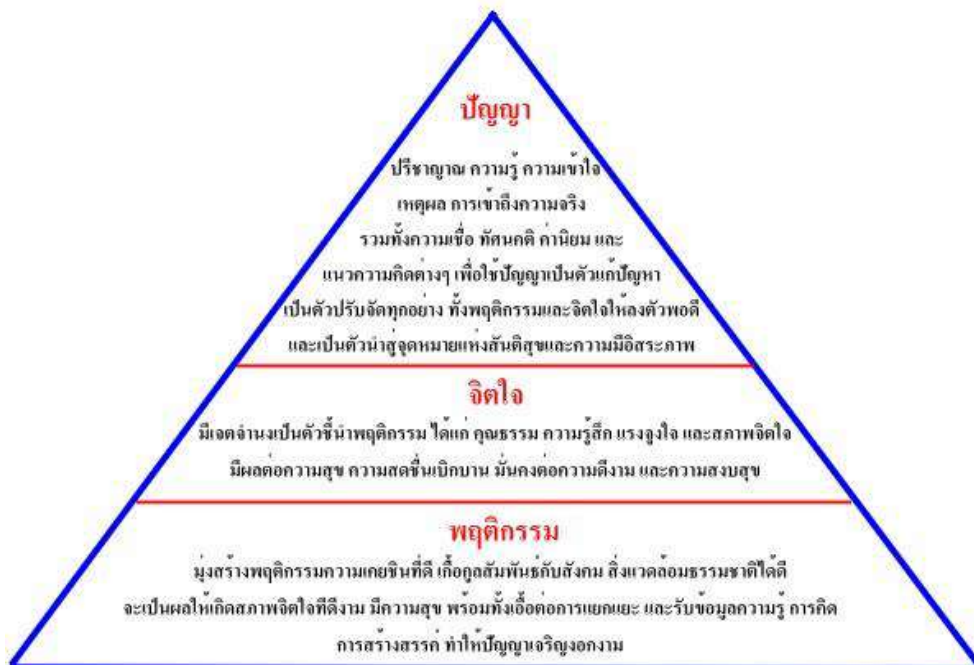 ปัญญา
ปรีชาญาณ ความรู้ ความเข้าใจ
เหตุผล การเข้าถึงความจริง
รวมทั้งความเชื่อ ทัศนคติ ค่านิยม และ
แนวความคิดต่างๆ เพื่อใช้ปัญญาเป็นตัวแก้ปัญหา
เป็นตัวปรับจัดทุกอย่าง ทั้งพฤติกรรมและจิตใจให้ลงตัวพอดี
และเป็นตัวนำสู่จุดหมายแห่งสันติสุขและความมีอิสระภาพ
จิตใจ
มีเจตจำนงเป็นตัวชี้นำพฤติกรรม ได้แก่ คุณธรรม ความรู้สึก แรงจูงใจ และสภาพจิตใจ
มีผลต่อความสุข ความสดชื่นเบิกบาน มั่นคงต่อความดีงาม และความสงบสุข
พฤติกรรม
มุ่งสร้างพฤติกรรมความเคยชินที่ดี เกื้อกูลสัมพันธ์กับสังคม สิ่งแวดล้อมธรรมชาติได้ดี
จะเป็นผลให้เกิดสภาพจิตใจที่ดีงาม มีความสุข พร้อมทั้งเอื้อต่อการแยกแยะ และรับข้อมูลความรู้ การคิด
การสร้างสรรค์ ทำให้ปัญญาเจริญงอกงาม